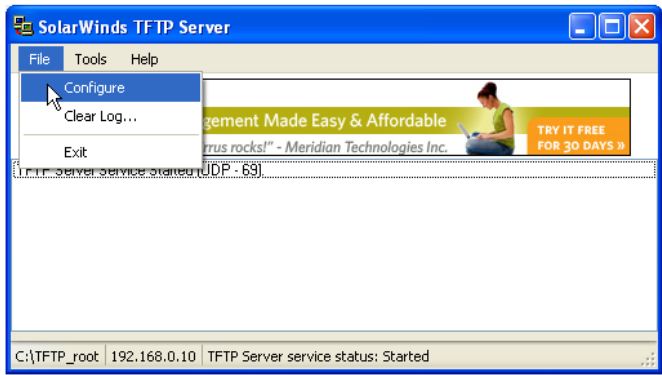 SolarWinds TFTP Server
File Tools Help
Configure
Clear Log...
Exit
gement Made Easy & Affordable
rrus rocks!" - Meridian Technologies Inc.
TRY IT FREE
FOR 30 DAYS »
TFTP Server Service Started (UDP - 69).
C:\TFTP_root 192.168.0.10 TFTP Server service status: Started